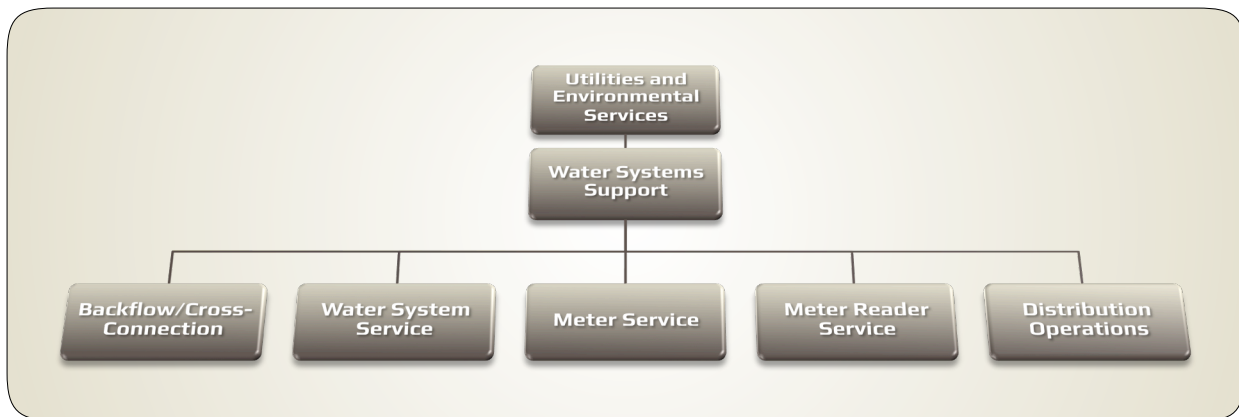 Utilities and
Environmental
Services
Water Systems
Support
Backflow/Cross-
Connection
Water System
Service
Meter Service
Meter Reader
Service
Distribution
Operations